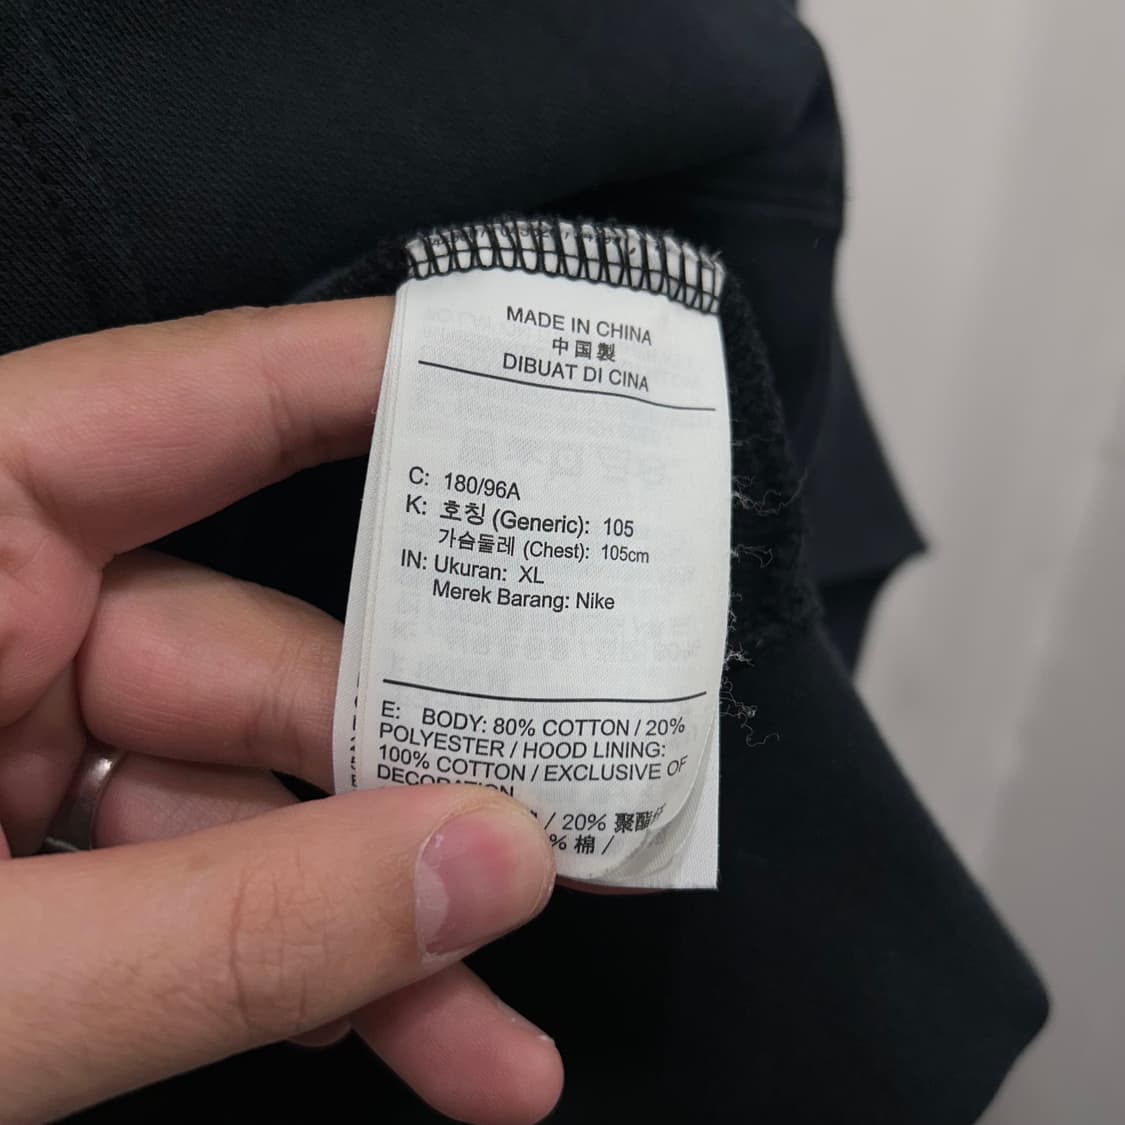 MADE IN CHINA
中国製
DIBUAT DI CINA
C: 180/96A
K: 호칭 (Generic): 105
가슴둘레 (Chest): 105cm
IN: Ukuran: XL
Merek Barang: Nike
E: BODY: 80% COTTON / 20%
POLYESTER / HOOD LINING:
100% COTTON / EXCLUSIVE OF
DECORATION
/ 20% 聚酯
% 棉 /